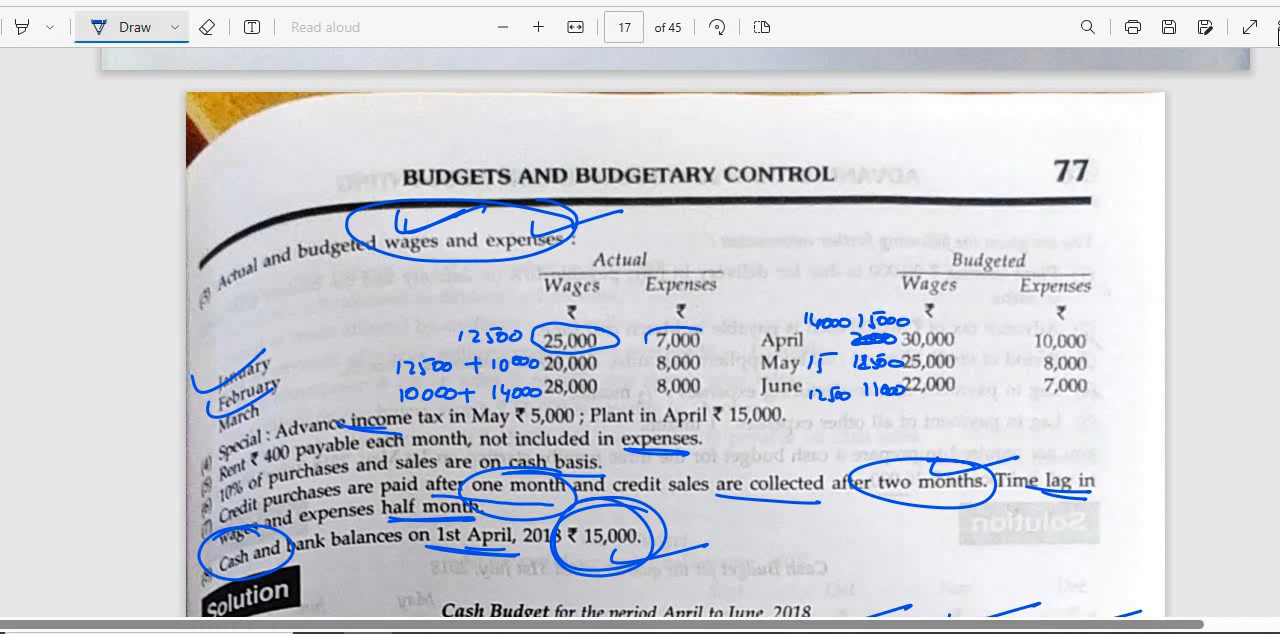 Draw
Read aloud
17 of 45
BUDGETS AND BUDGETARY CONTROL 77
(3) Actual and budgeted wages and expenses :
Actual Budgeted
Wages Expenses Wages Expenses
₹ ₹ ₹ ₹
14000 15000
January 12500 25,000 7,000 April 30,000 10,000
February 12500 + 10000 20,000 8,000 May 15 12500 25,000 8,000
March 10000+ 14000 28,000 8,000 June 12500 1100 22,000 7,000
(4) Special : Advance income tax in May ₹ 5,000 ; Plant in April ₹ 15,000.
Rent ₹ 400 payable each month, not included in expenses.
10% of purchases and sales are on cash basis.
Credit purchases are paid after one month and credit sales are collected after two months. Time lag in
wages and expenses half month.
Cash and bank balances on 1st April, 2018 ₹ 15,000.
Solution
Cash Budget for the period April to June, 2018